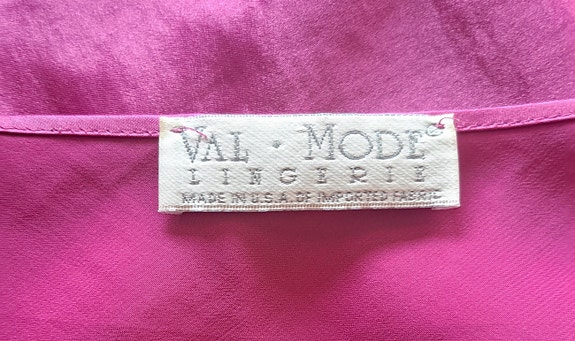 VAL · MODE®
LINGERIE
MADE IN U.S.A. OF IMPORTED FABRIC